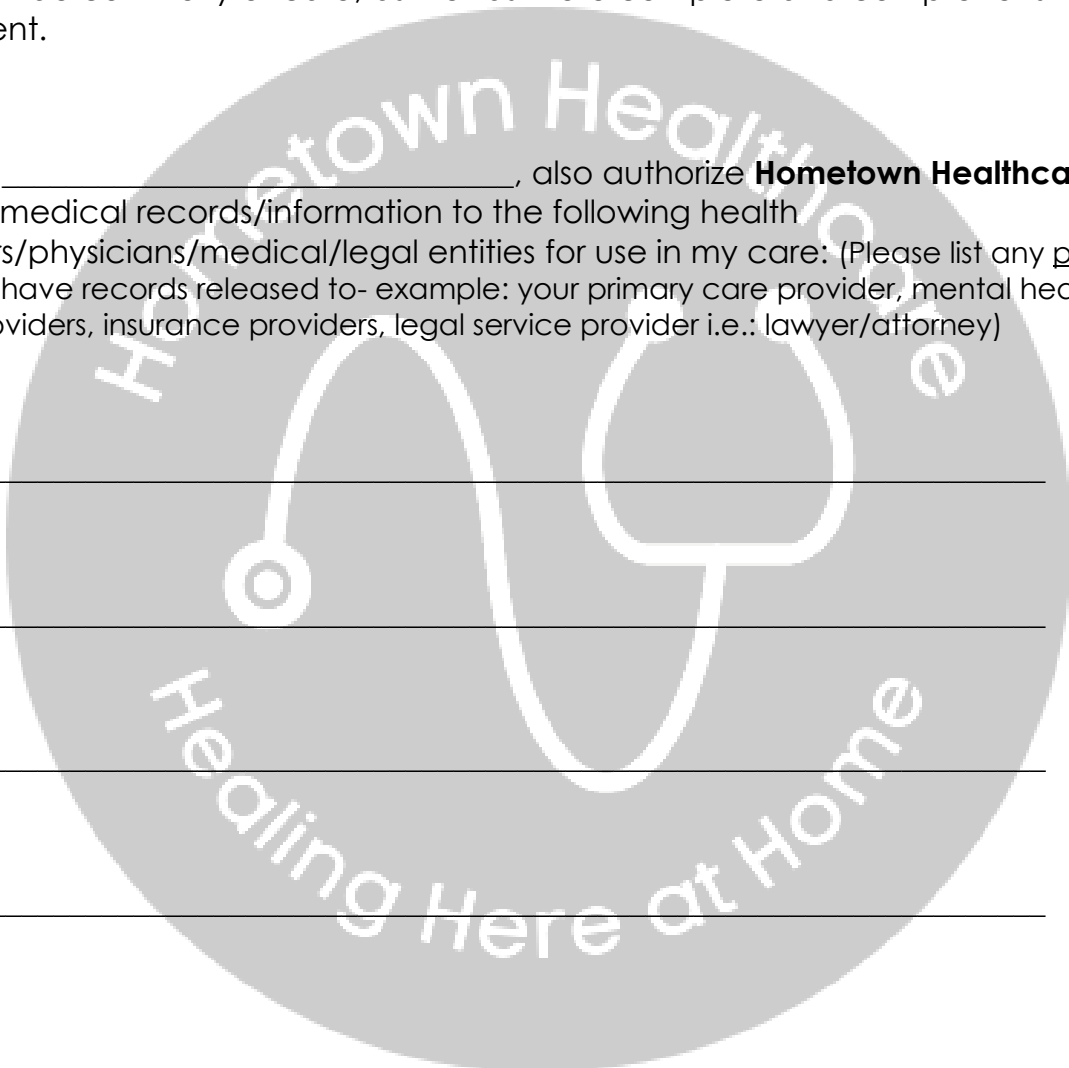 ent.
______________________________, also authorize Hometown Healthca
medical records/information to the following health
rs/physicians/medical/legal entities for use in my care: (Please list any p
have records released to- example: your primary care provider, mental hea
oviders, insurance providers, legal service provider i.e.: lawyer/attorney)
Hometown Healthcare
Healing Here at Home